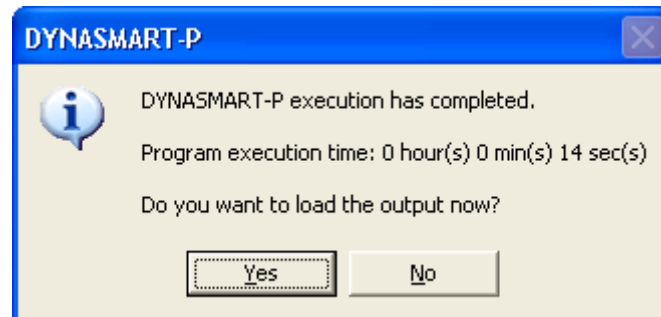 DYNASMART-P
DYNASMART-P execution has completed.
Program execution time: 0 hour(s) 0 min(s) 14 sec(s)
Do you want to load the output now?
Yes No